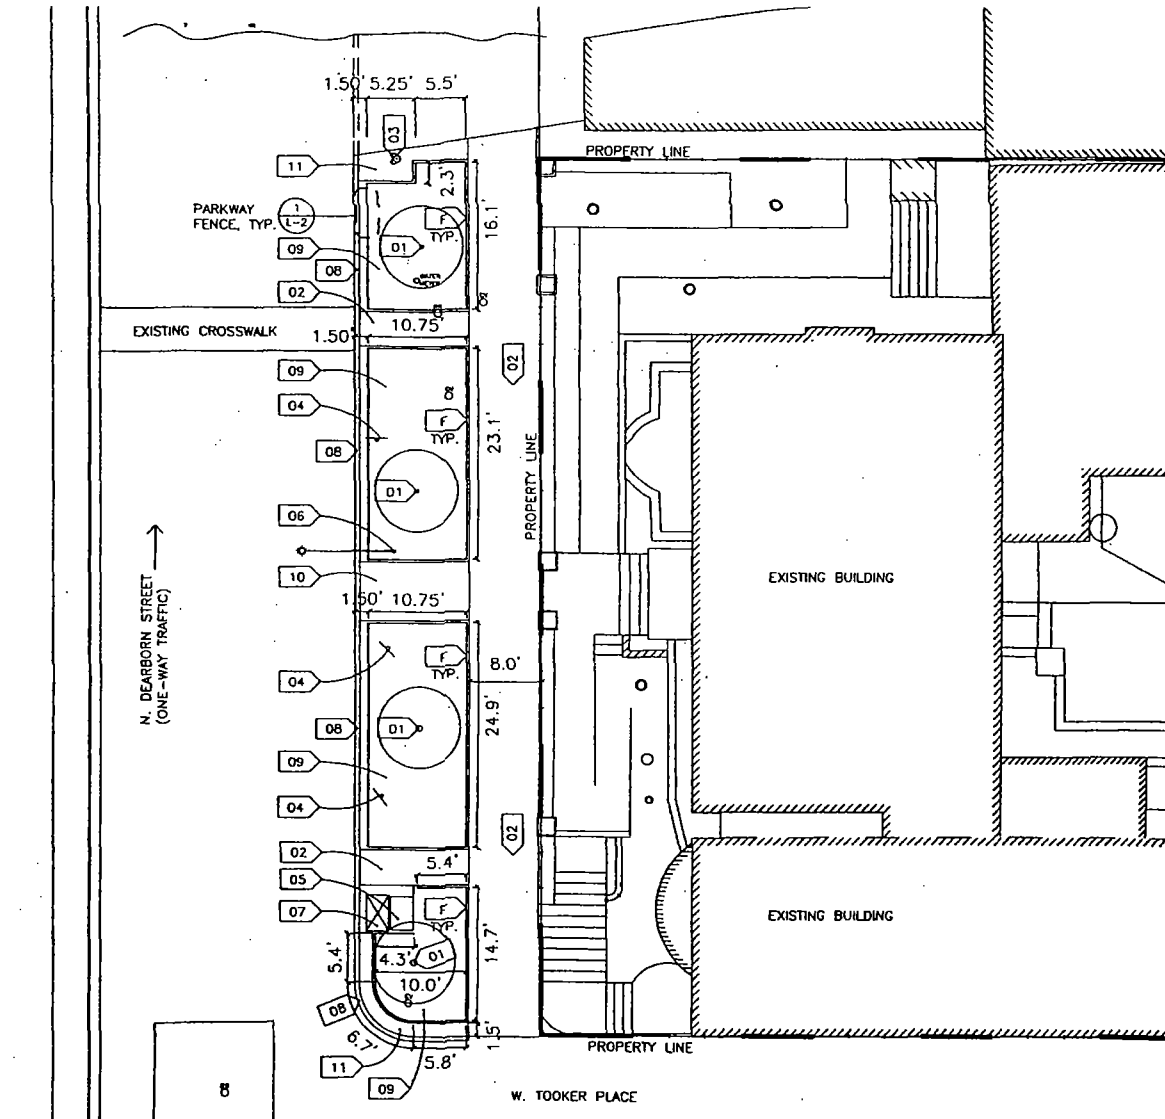 1.50' 5.25' 5.5'
03
PROPERTY LINE
11
2.3'
16.1'
PARKWAY
FENCE, TYP.
1
L-2
F
TYP.
09
01
08
WATER
METER
02
EXISTING CROSSWALK
10.75'
1.50'
02
09
04
F
TYP.
23.1'
08
PROPERTY LINE
01
06
10
EXISTING BUILDING
1.50' 10.75'
N. DEARBORN STREET
(ONE-WAY TRAFFIC)
F
TYP.
8.0'
04
24.9'
08
01
09
04
02
02
5.4'
05
07
F
TYP.
EXISTING BUILDING
14.7'
5.4'
4.3'
01
10.0'
08
6.7'
1.5'
11
5.8'
PROPERTY LINE
09
W. TOOKER PLACE